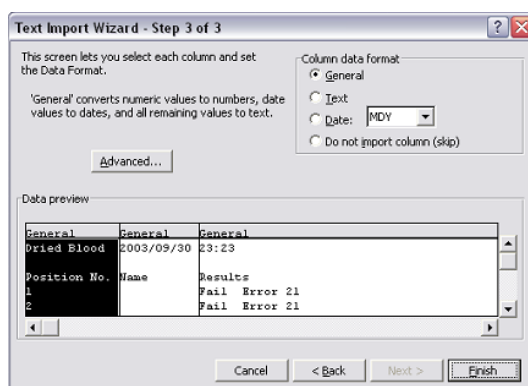 Text Import Wizard - Step 3 of 3
This screen lets you select each column and set
the Data Format.
'General' converts numeric values to numbers, date
values to dates, and all remaining values to text.
Advanced...
Column data format
General
Text
Date: MDY
Do not import column (skip)
Data preview
General General General
Dried Blood 2003/09/30 23:23
Position No. Name Results
1 Fail Error 21
2 Fail Error 21
Cancel < Back Next > Finish